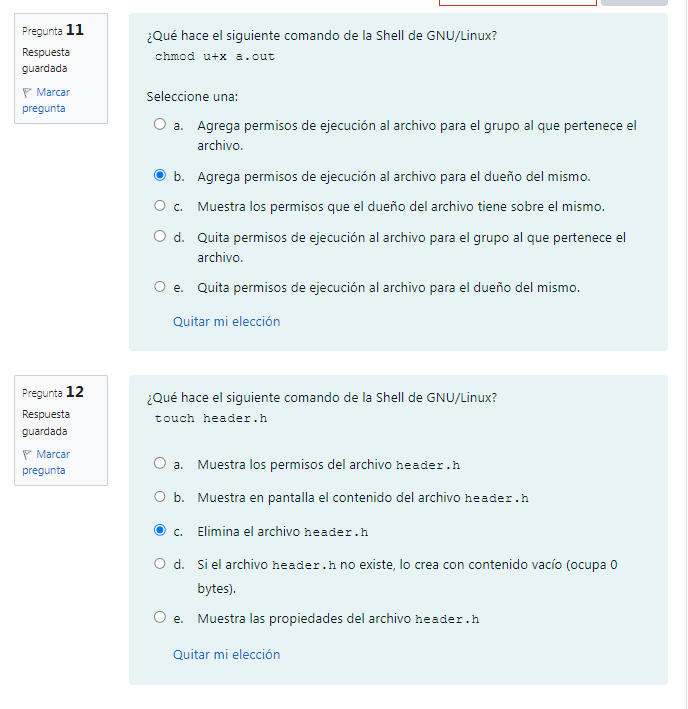 Pregunta 11
Respuesta
guardada
Marcar
pregunta
¿Qué hace el siguiente comando de la Shell de GNU/Linux?
chmod u+x a.out
Seleccione una:
a. Agrega permisos de ejecución al archivo para el grupo al que pertenece el
archivo.
b. Agrega permisos de ejecución al archivo para el dueño del mismo.
c. Muestra los permisos que el dueño del archivo tiene sobre el mismo.
d. Quita permisos de ejecución al archivo para el grupo al que pertenece el
archivo.
e. Quita permisos de ejecución al archivo para el dueño del mismo.
Quitar mi elección
Pregunta 12
Respuesta
guardada
Marcar
pregunta
¿Qué hace el siguiente comando de la Shell de GNU/Linux?
touch header.h
a. Muestra los permisos del archivo header.h
b. Muestra en pantalla el contenido del archivo header.h
c. Elimina el archivo header.h
d. Si el archivo header.h no existe, lo crea con contenido vacío (ocupa 0
bytes).
e. Muestra las propiedades del archivo header.h
Quitar mi elección